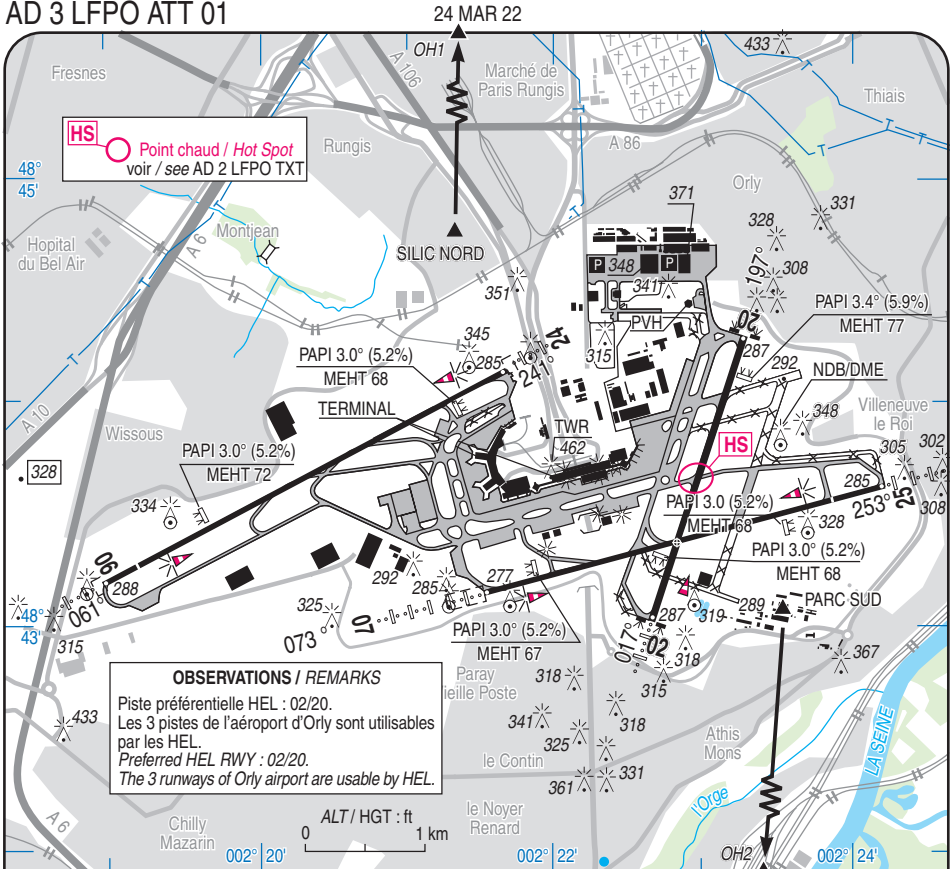 AD 3 LFPO ATT 01
24 MAR 22
OH1
A 106
433
Fresnes
Marché de
Paris Rungis
Thiais
HS
Point chaud / Hot Spot
voir / see AD 2 LFPO TXT
Rungis
A 86
48°
45'
T
Orly
371
331
328
Hopital
du Bel Air
A 6
Montjean
SILIC NORD
P 348 P
341
197°
308
351
PAPI 3.4° (5.9%)
MEHT 77
PVH
20
315
287
345
285
24
241°
PAPI 3.0° (5.2%)
MEHT 68
292
NDB/DME
TERMINAL
A 10
Wissous
TWR
462
348
Villeneuve
le Roi
HS
PAPI 3.0° (5.2%)
MEHT 72
305
302
328
285
253°
25
308
334
PAPI 3.0 (5.2%)
MEHT 68
328
PAPI 3.0° (5.2%)
MEHT 68
06
288
061°
292
285
277
48°
43'
315
325
073°
07
PAPI 3.0° (5.2%)
MEHT 67
287
319
289
PARC SUD
017°
02
318
315
367
OBSERVATIONS / REMARKS
Piste préférentielle HEL : 02/20.
Les 3 pistes de l'aéroport d'Orly sont utilisables
par les HEL.
Preferred HEL RWY : 02/20.
The 3 runways of Orly airport are usable by HEL.
Paray
Vieille Poste
318
433
341
318
325
le Contin
331
361
Athis
Mons
LA SEINE
l'Orge
A 6
Chilly
Mazarin
ALT / HGT : ft
0 1 km
le Noyer
Renard
OH2
002° 20'
002° 22'
002° 24'